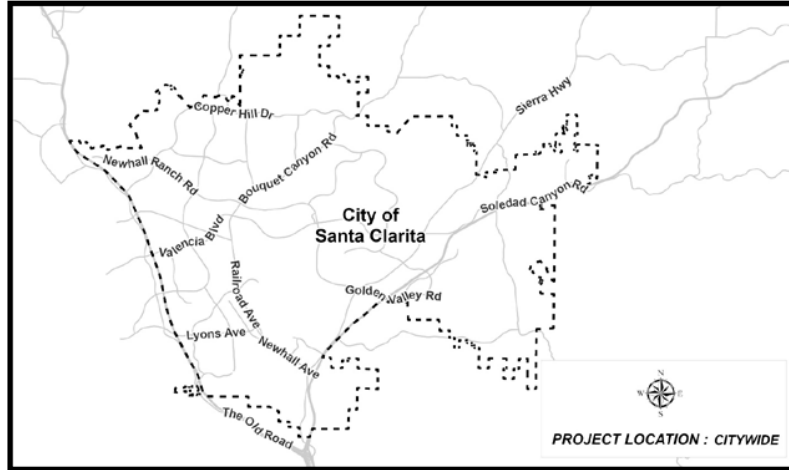 Sierra Hwy
Copper Hill Dr
Bouquet Canyon Rd
Newhall Ranch Rd
Soledad Canyon Rd
City of
Santa Clarita
Valencia Blvd
Railroad Ave
Golden Valley Rd
Lyons Ave
Newhall Ave
The Old Road
N
W E
S
PROJECT LOCATION : CITYWIDE